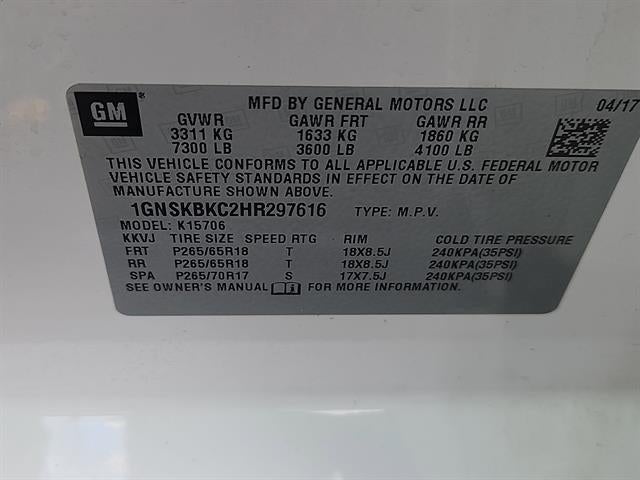 GM
MFD BY GENERAL MOTORS LLC 04/17
GVWR GAWR FRT GAWR RR
3311 KG 1633 KG 1860 KG
7300 LB 3600 LB 4100 LB
THIS VEHICLE CONFORMS TO ALL APPLICABLE U.S. FEDERAL MOTOR
VEHICLE SAFETY STANDARDS IN EFFECT ON THE DATE OF
MANUFACTURE SHOWN ABOVE.
1GNSKBKC2HR297616 TYPE: M.P.V.
MODEL: K15706
KKVJ TIRE SIZE SPEED RTG RIM COLD TIRE PRESSURE
FRT P265/65R18 T 18X8.5J 240KPA(35PSI)
RR P265/65R18 T 18X8.5J 240KPA(35PSI)
SPA P265/70R17 S 17X7.5J 240KPA(35PSI)
SEE OWNER'S MANUAL FOR MORE INFORMATION.